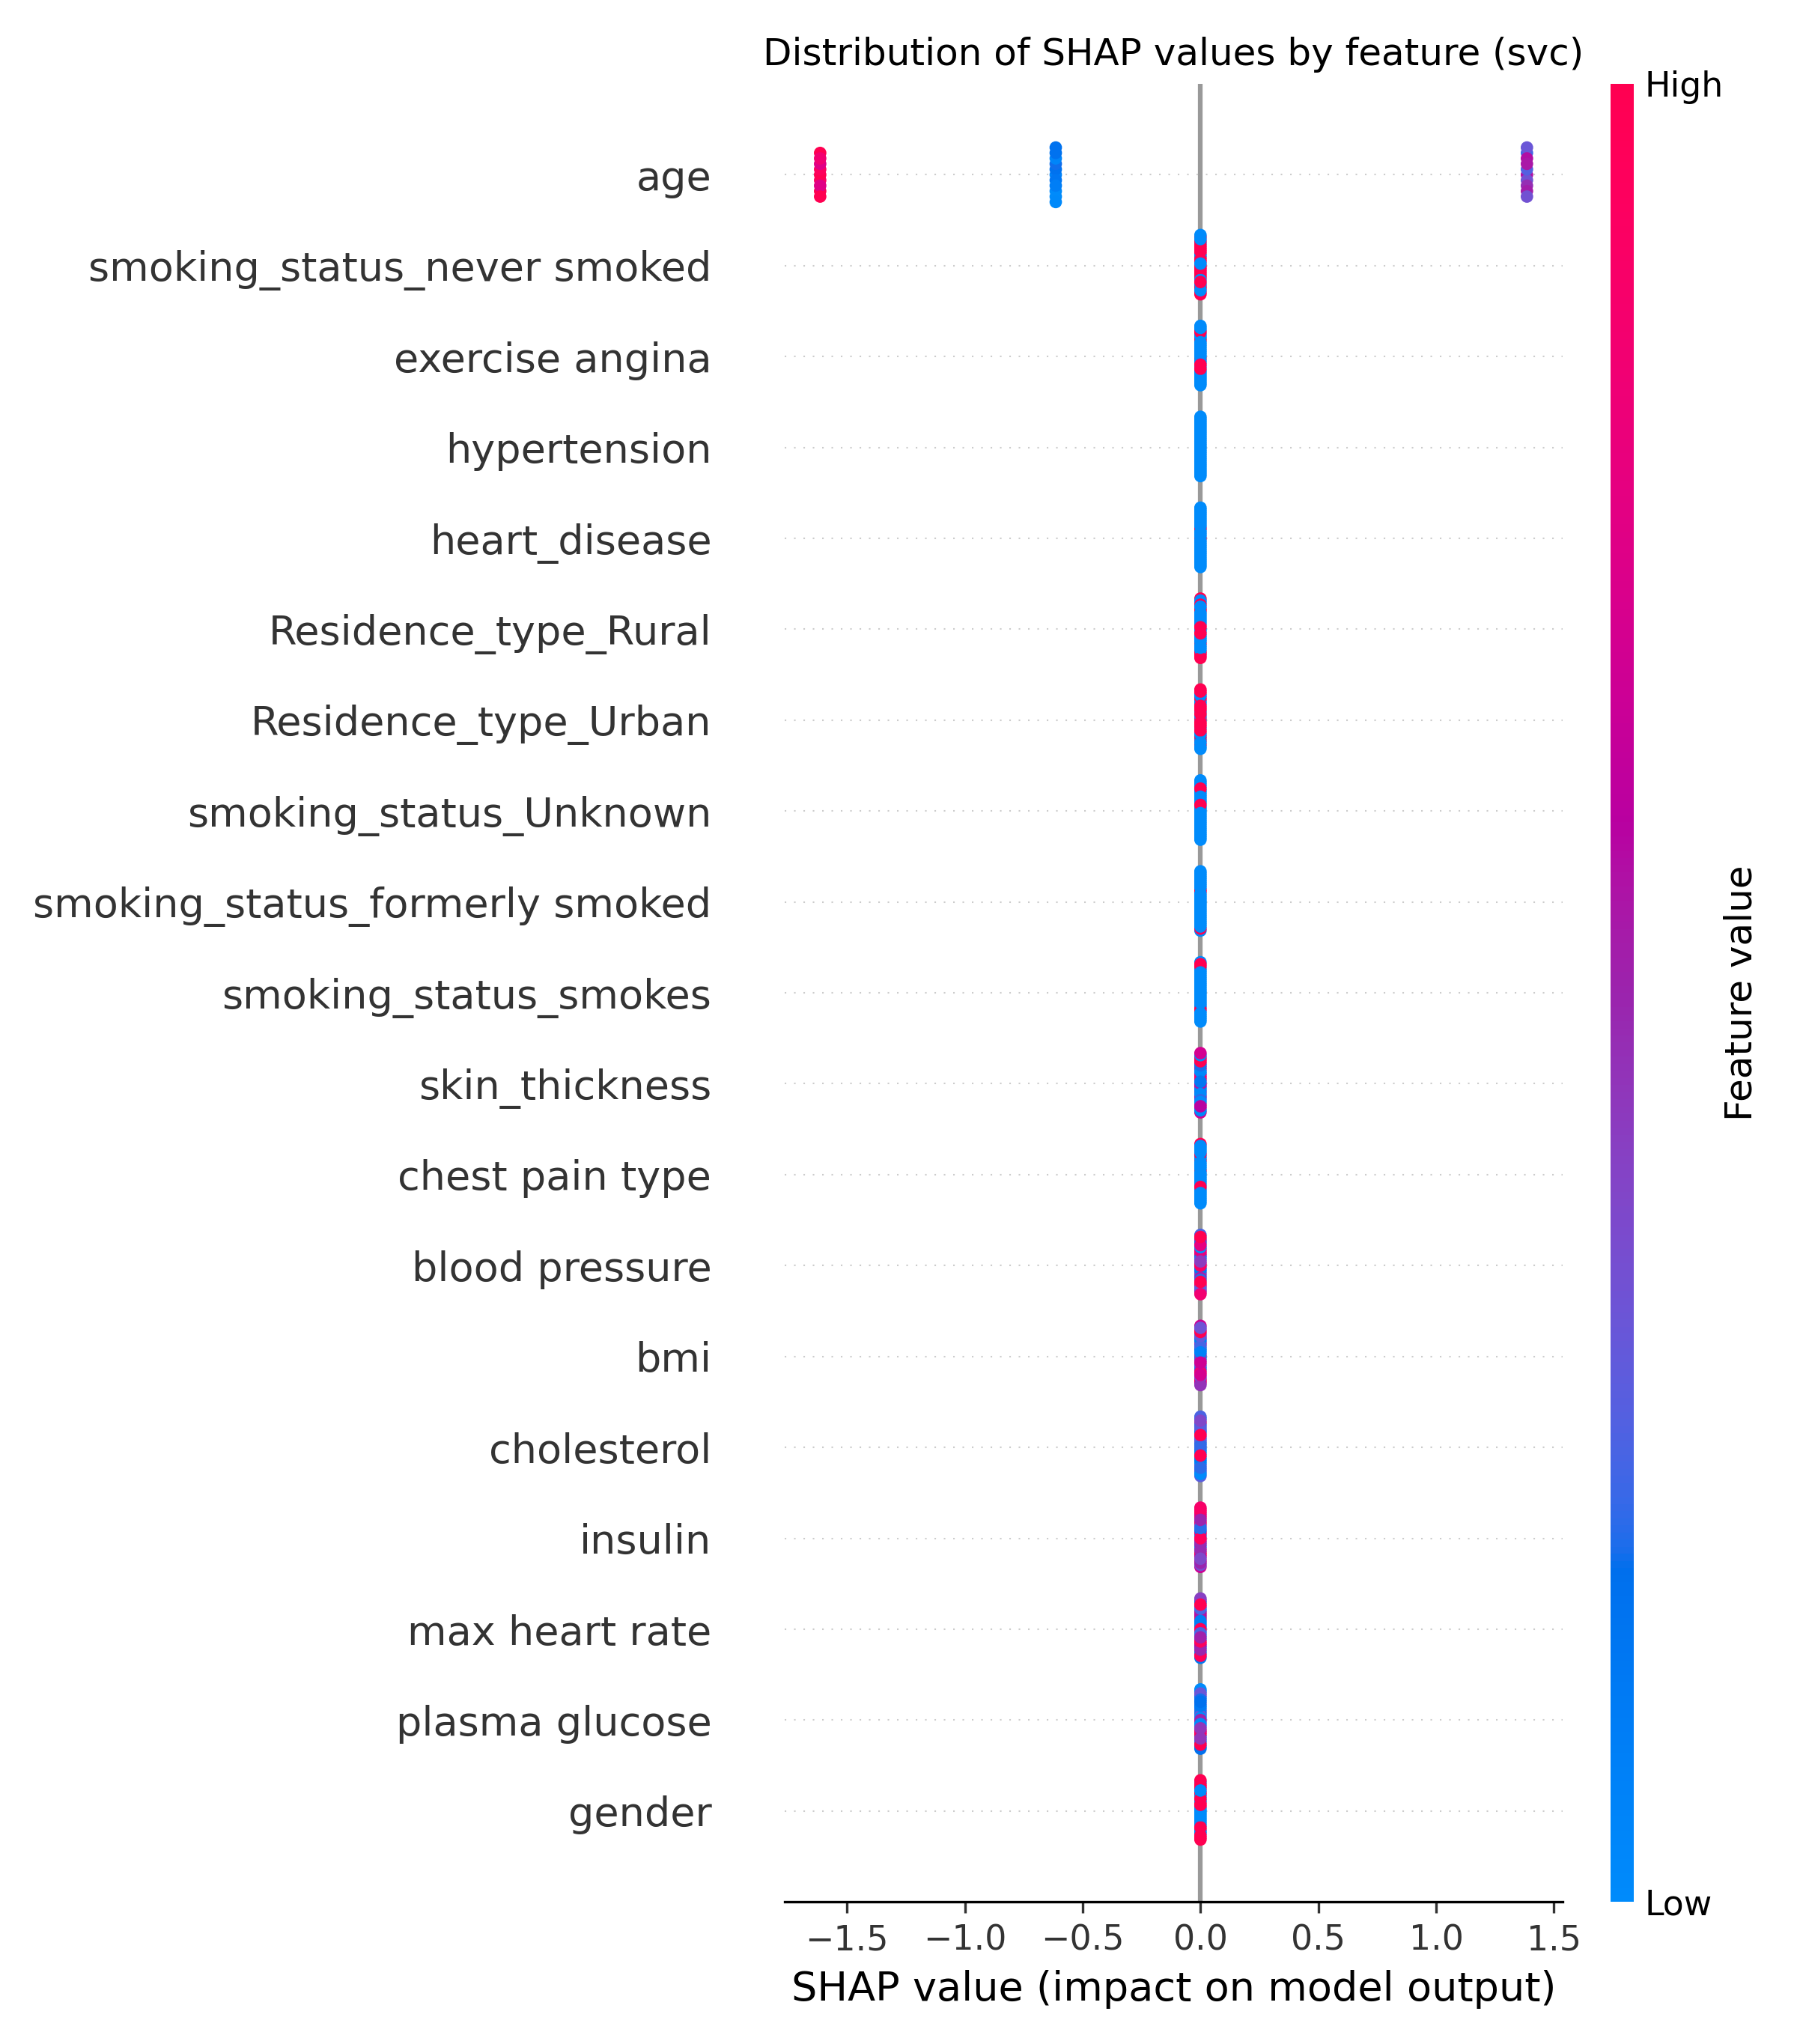 Distribution of SHAP values by feature (svc)
High
age
smoking_status_never smoked
exercise angina
hypertension
heart_disease
Residence_type_Rural
Residence_type_Urban
smoking_status_Unknown
smoking_status_formerly smoked
smoking_status_smokes
skin_thickness
chest pain type
blood pressure
bmi
cholesterol
insulin
max heart rate
plasma glucose
gender
Feature value
Low
−1.5 −1.0 −0.5 0.0 0.5 1.0 1.5
SHAP value (impact on model output)